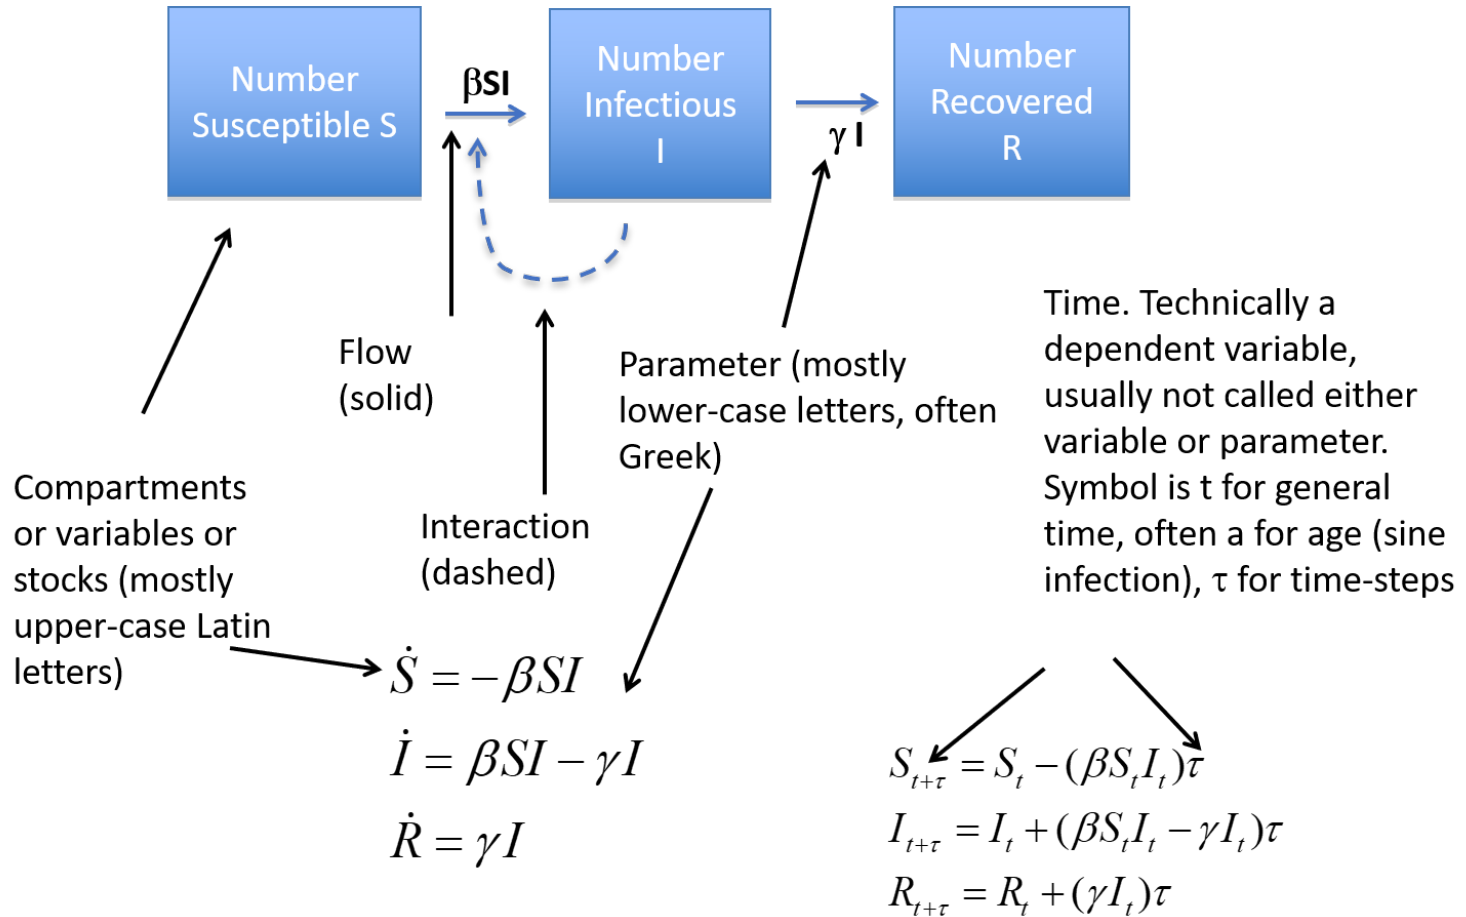 Number
Susceptible S
βSI
Number
Infectious
I
γ I
Number
Recovered
R
Flow
(solid)
Parameter (mostly
lower-case letters, often
Greek)
Time. Technically a
dependent variable,
usually not called either
variable or parameter.
Symbol is t for general
time, often a for age (sine
infection), τ for time-steps
Compartments
or variables or
stocks (mostly
upper-case Latin
letters)
Interaction
(dashed)
Ṡ = −βSI
İ = βSI − γI
Ṙ = γI
S_{t+τ} = S_t − (βS_tI_t)τ
I_{t+τ} = I_t + (βS_tI_t − γI_t)τ
R_{t+τ} = R_t + (γI_t)τ